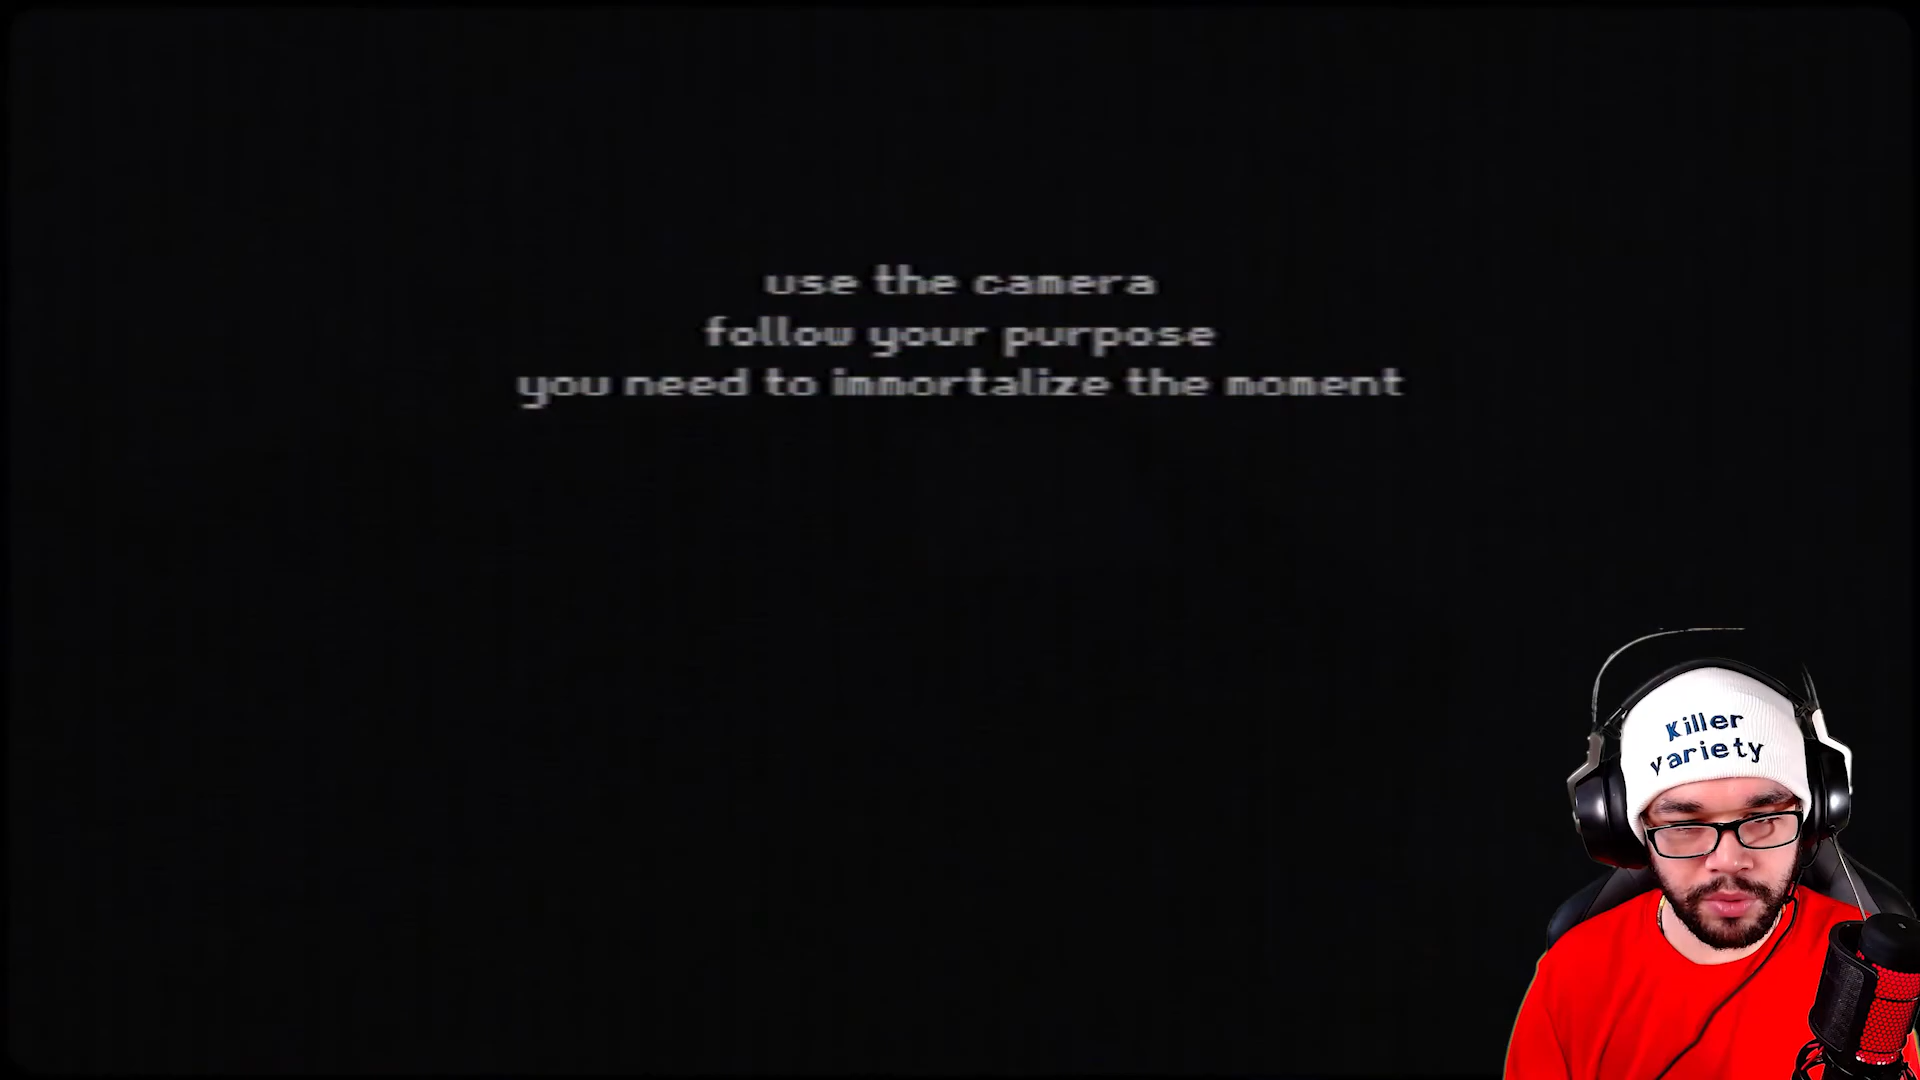 use the camera
follow your purpose
you need to immortalize the moment
Killer
Variety